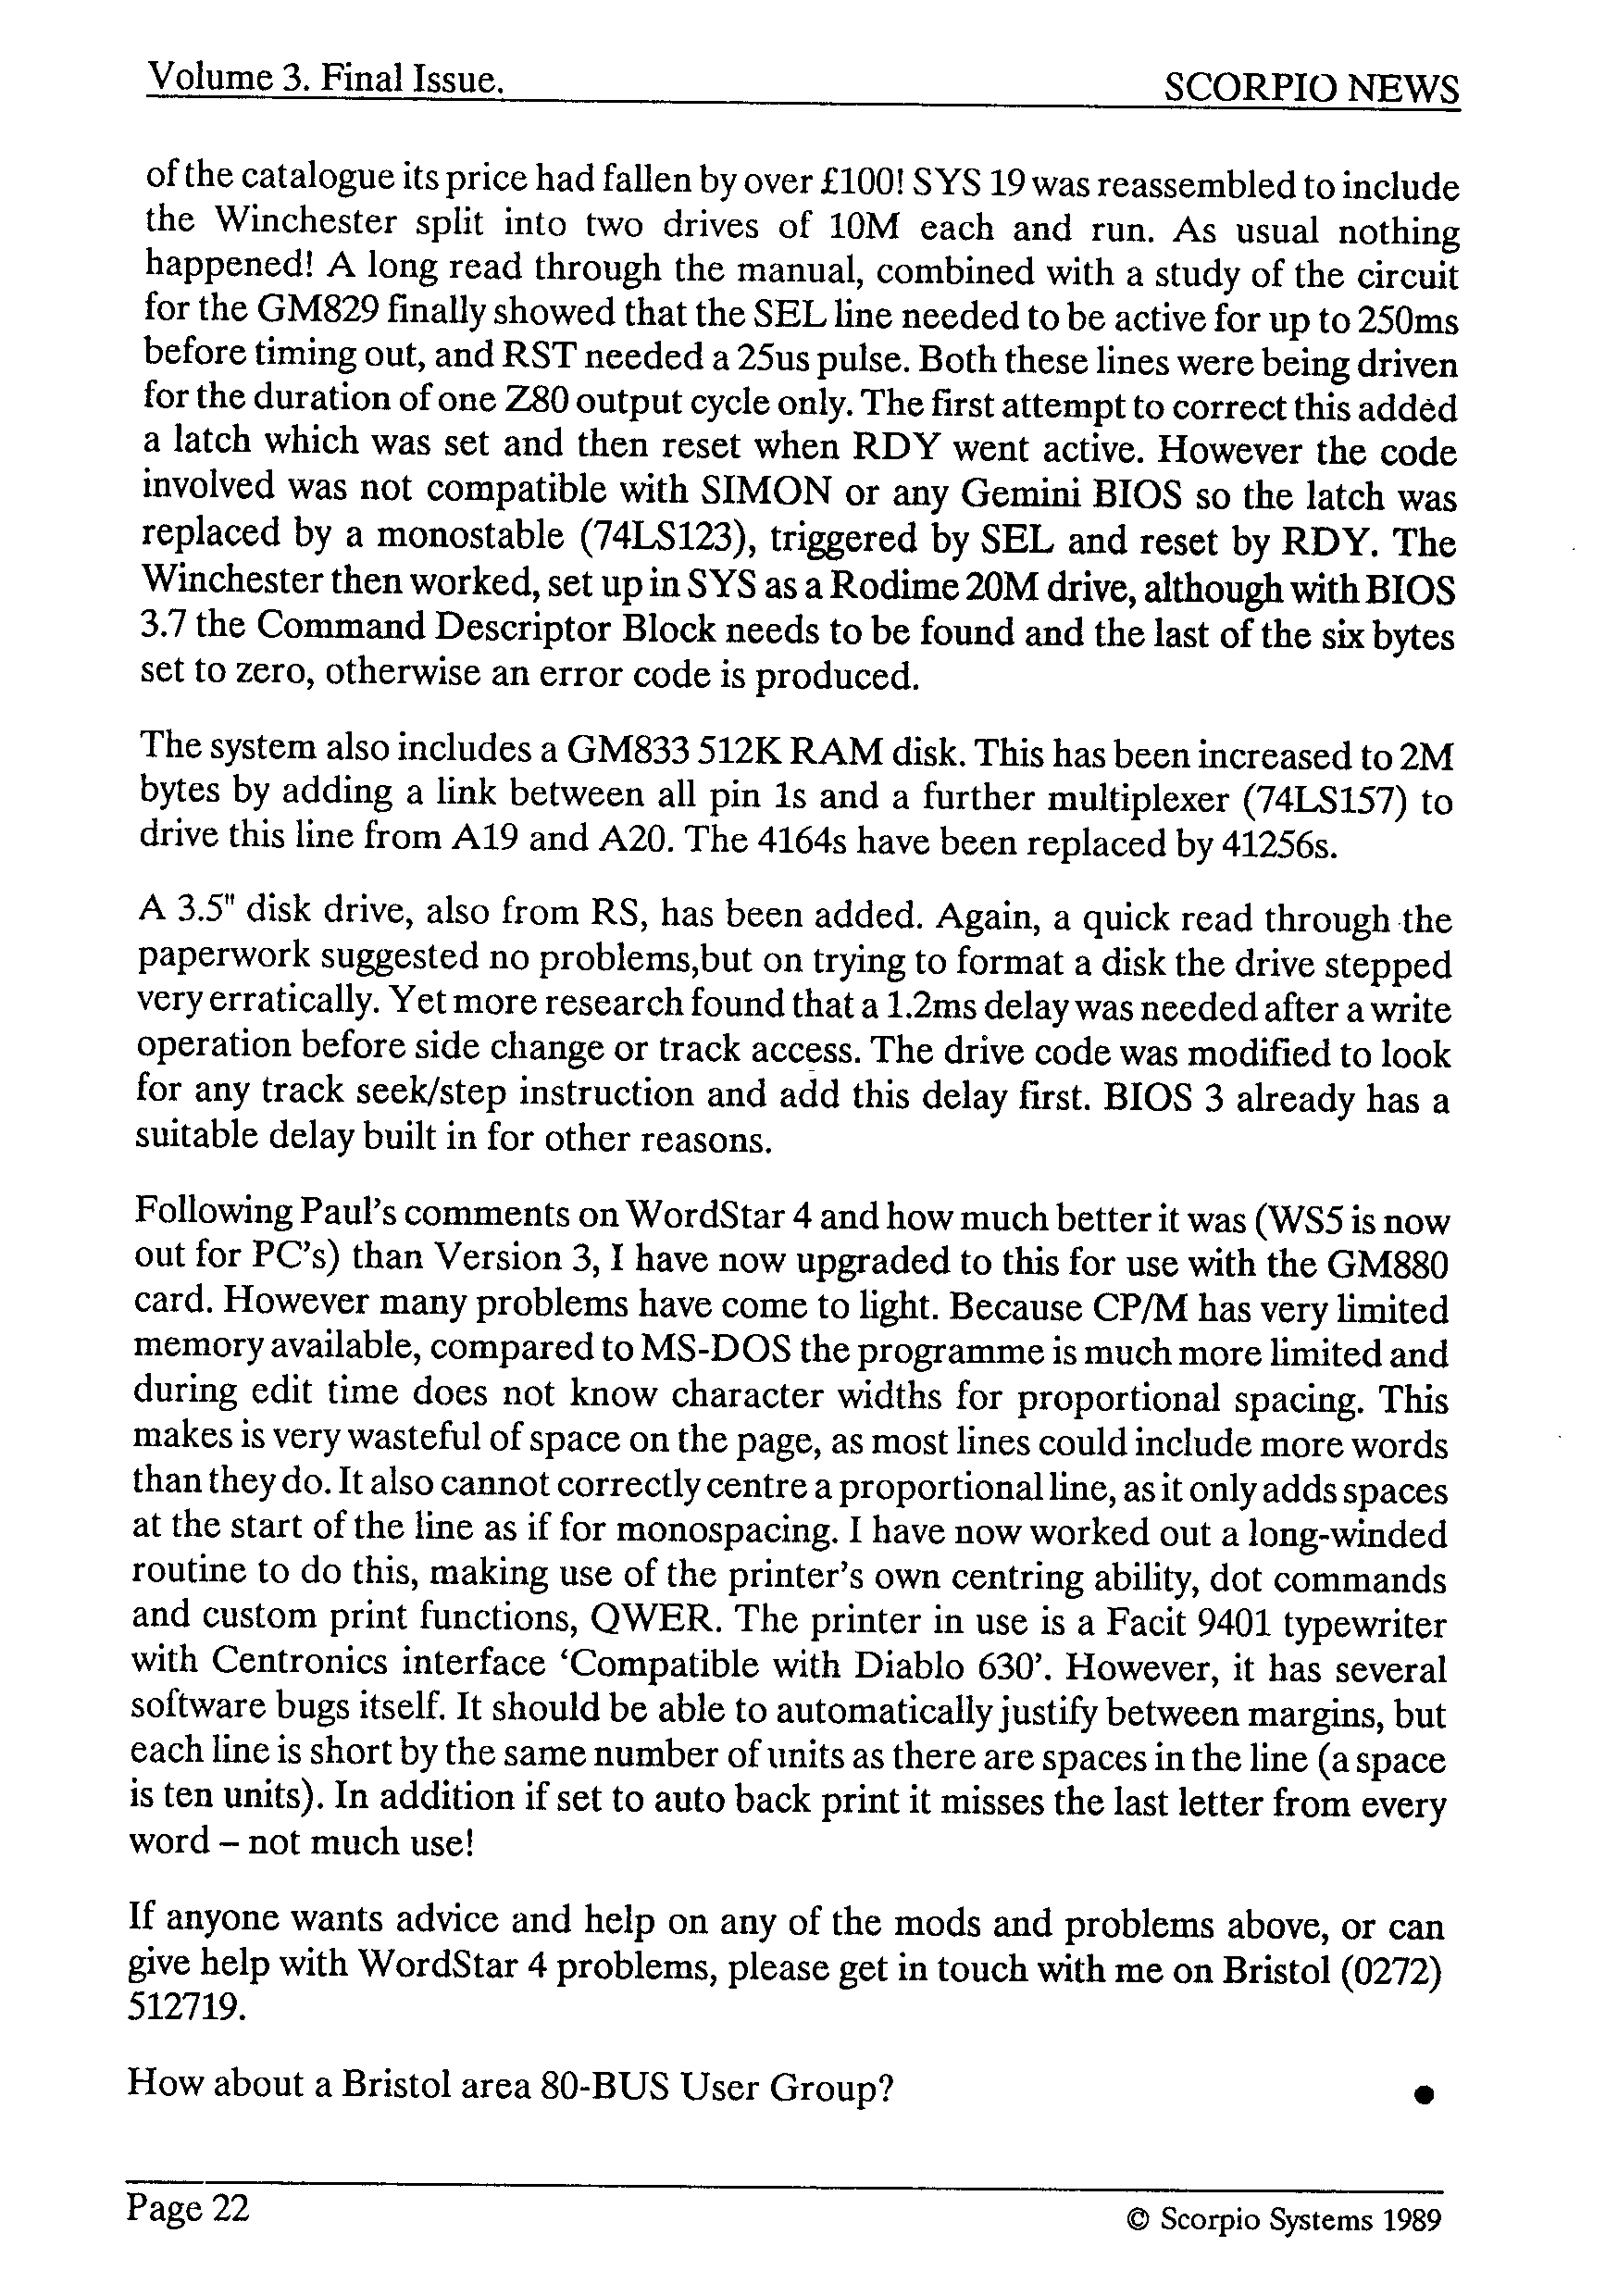 Volume 3. Final Issue. SCORPIO NEWS
of the catalogue its price had fallen by over £100! SYS 19 was reassembled to include
the Winchester split into two drives of 10M each and run. As usual nothing
happened! A long read through the manual, combined with a study of the circuit
for the GM829 finally showed that the SEL line needed to be active for up to 250ms
before timing out, and RST needed a 25us pulse. Both these lines were being driven
for the duration of one Z80 output cycle only. The first attempt to correct this added
a latch which was set and then reset when RDY went active. However the code
involved was not compatible with SIMON or any Gemini BIOS so the latch was
replaced by a monostable (74LS123), triggered by SEL and reset by RDY. The
Winchester then worked, set up in SYS as a Rodime 20M drive, although with BIOS
3.7 the Command Descriptor Block needs to be found and the last of the six bytes
set to zero, otherwise an error code is produced.
The system also includes a GM833 512K RAM disk. This has been increased to 2M
bytes by adding a link between all pin 1s and a further multiplexer (74LS157) to
drive this line from A19 and A20. The 4164s have been replaced by 41256s.
A 3.5" disk drive, also from RS, has been added. Again, a quick read through the
paperwork suggested no problems,but on trying to format a disk the drive stepped
very erratically. Yet more research found that a 1.2ms delay was needed after a write
operation before side change or track access. The drive code was modified to look
for any track seek/step instruction and add this delay first. BIOS 3 already has a
suitable delay built in for other reasons.
Following Paul's comments on WordStar 4 and how much better it was (WS5 is now
out for PC's) than Version 3, I have now upgraded to this for use with the GM880
card. However many problems have come to light. Because CP/M has very limited
memory available, compared to MS-DOS the programme is much more limited and
during edit time does not know character widths for proportional spacing. This
makes is very wasteful of space on the page, as most lines could include more words
than they do. It also cannot correctly centre a proportional line, as it only adds spaces
at the start of the line as if for monospacing. I have now worked out a long-winded
routine to do this, making use of the printer's own centring ability, dot commands
and custom print functions, QWER. The printer in use is a Facit 9401 typewriter
with Centronics interface ‘Compatible with Diablo 630’. However, it has several
software bugs itself. It should be able to automatically justify between margins, but
each line is short by the same number of units as there are spaces in the line (a space
is ten units). In addition if set to auto back print it misses the last letter from every
word – not much use!
If anyone wants advice and help on any of the mods and problems above, or can
give help with WordStar 4 problems, please get in touch with me on Bristol (0272)
512719.
How about a Bristol area 80-BUS User Group? ●
Page 22 © Scorpio Systems 1989